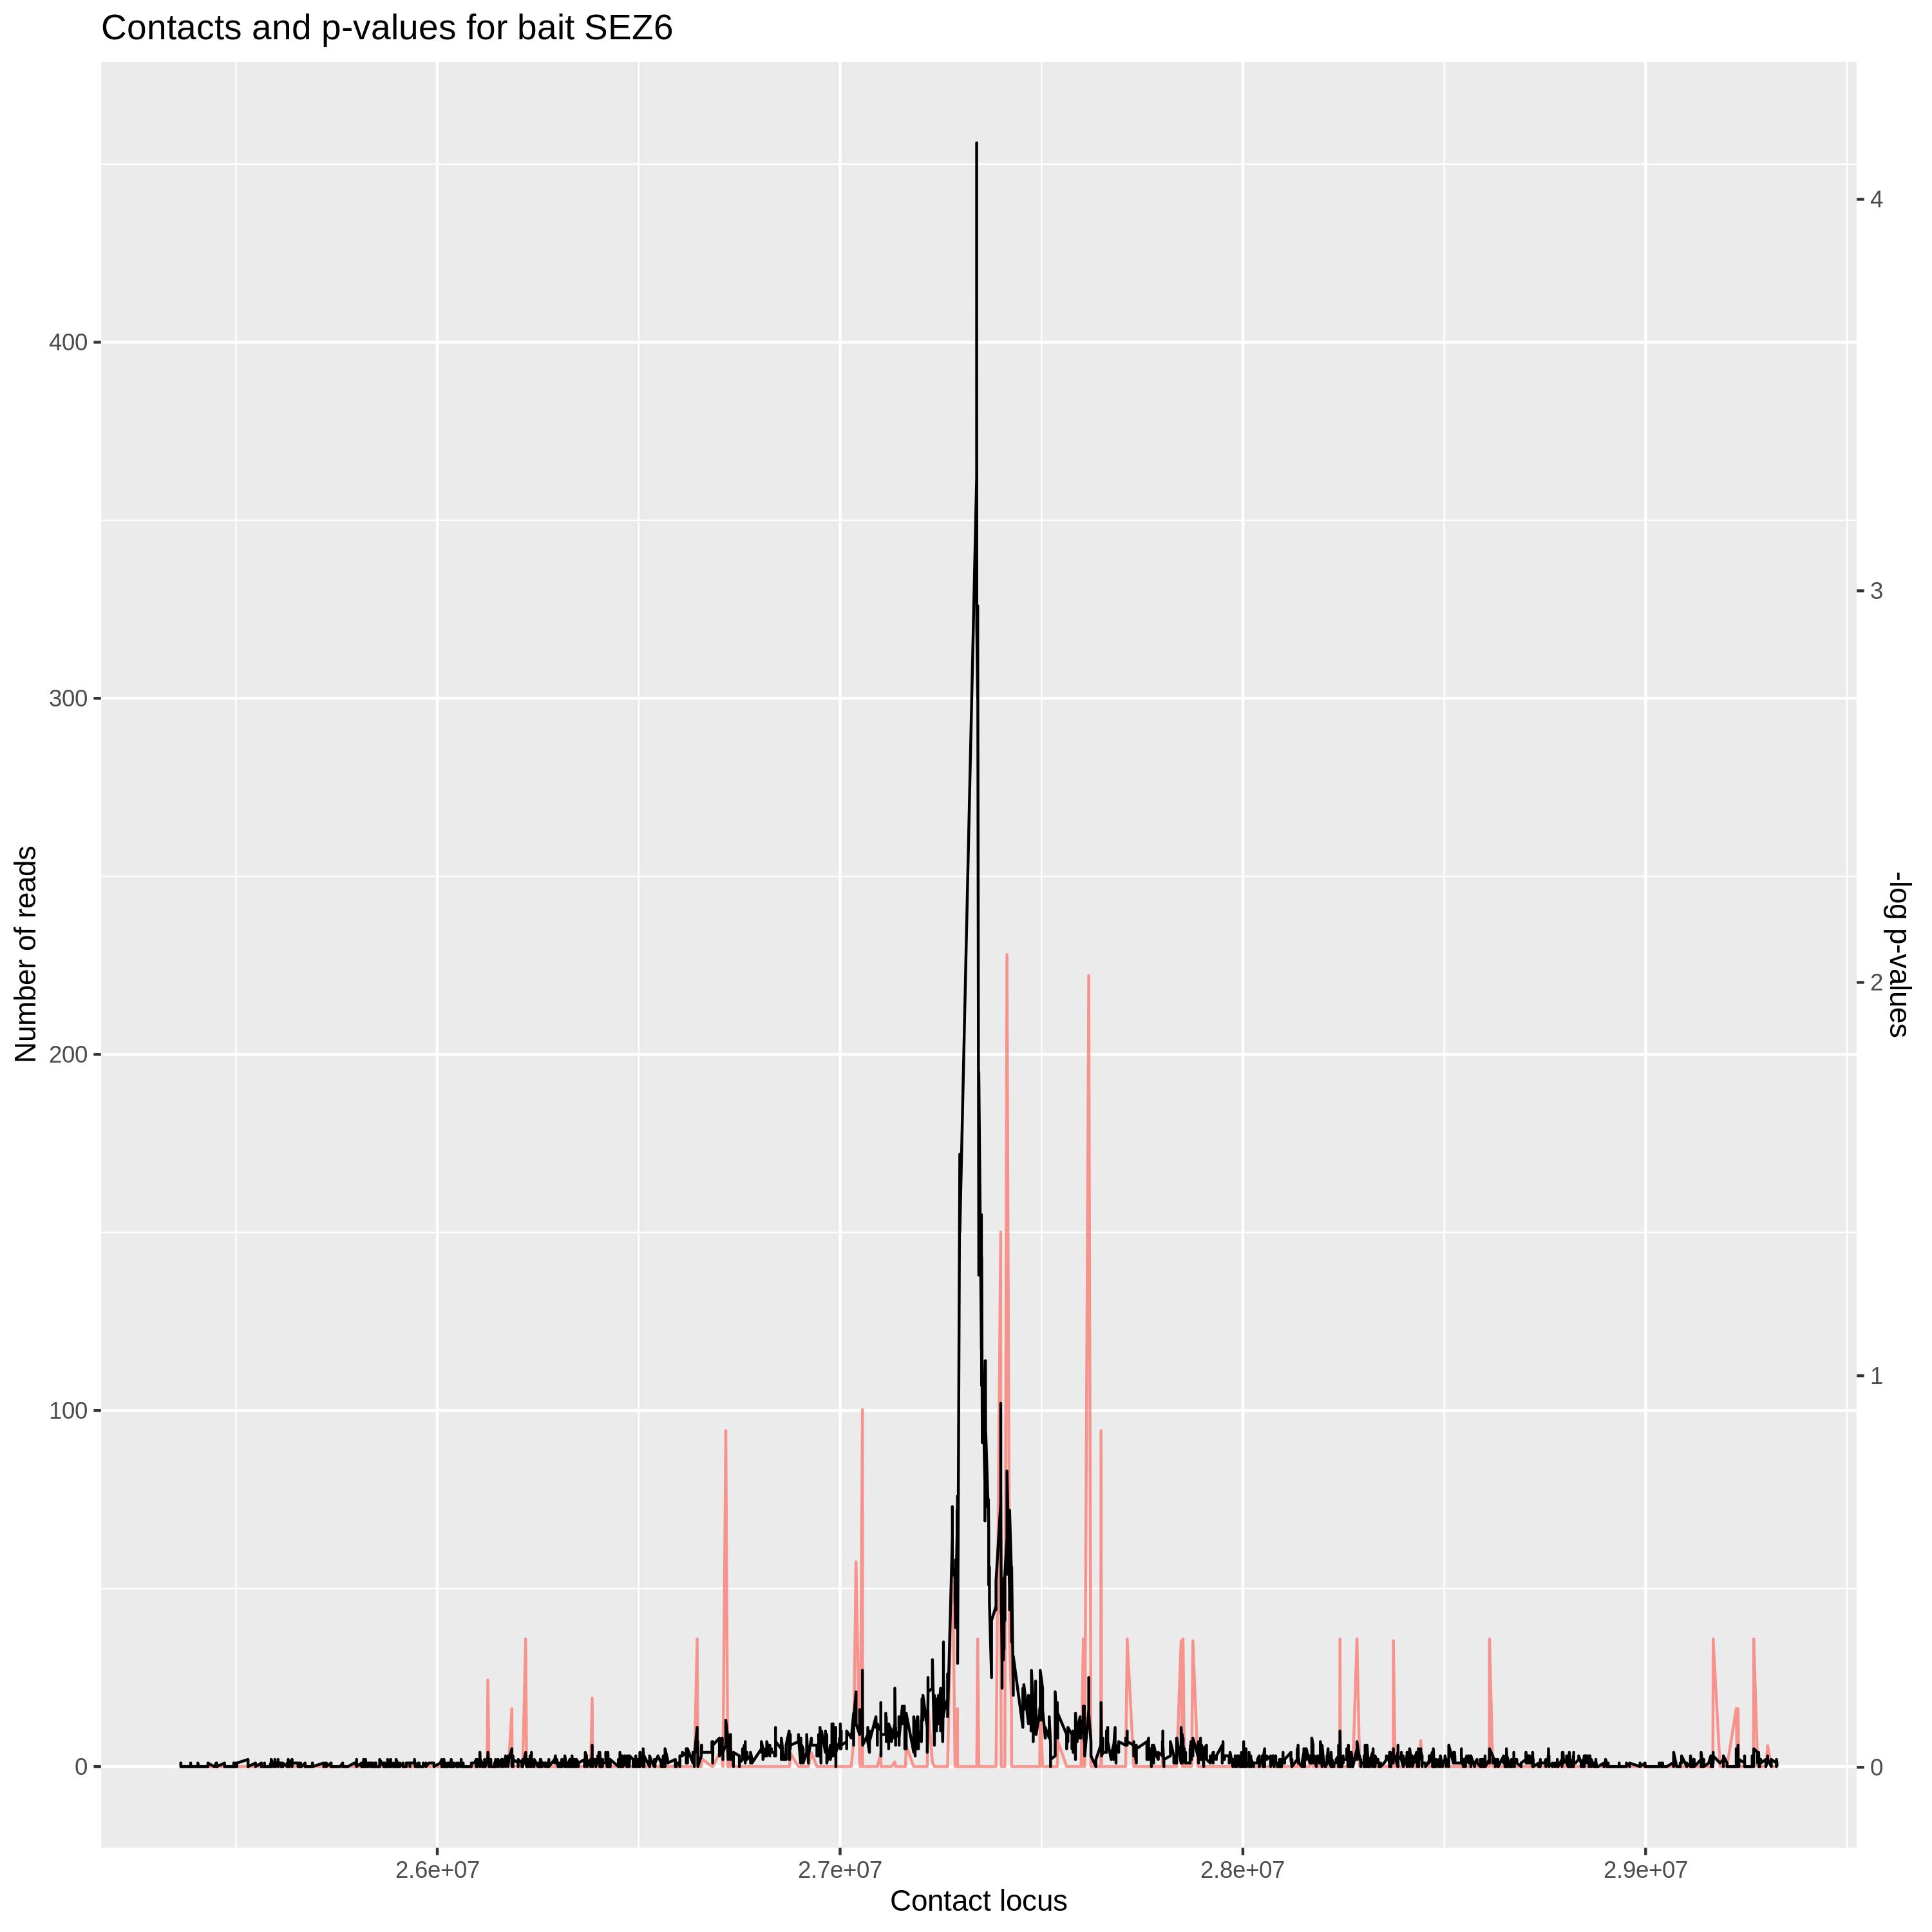 Contacts and p-values for bait SEZ6
Number of reads
400
300
200
100
0
4
3
2
1
0
-log p-values
2.6e+07
2.7e+07
2.8e+07
2.9e+07
Contact locus